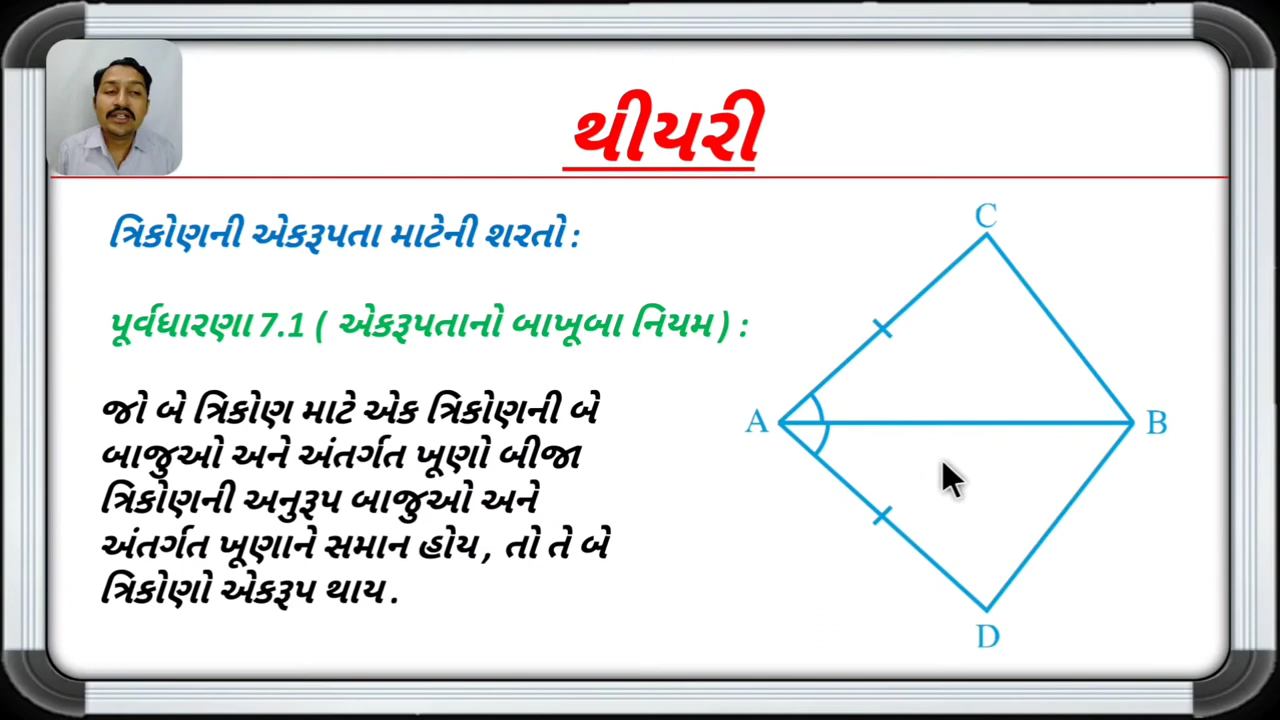 થીયરી
ત્રિકોણની એકરૂપતા માટેની શરતો :
પૂર્વધારણા 7.1 ( એકરૂપતાનો બાખૂબા નિયમ ) :
જો બે ત્રિકોણ માટે એક ત્રિકોણની બે
બાજુઓ અને અંતર્ગત ખૂણો બીજા
ત્રિકોણની અનુરૂપ બાજુઓ અને
અંતર્ગત ખૂણાને સમાન હોય , તો તે બે
ત્રિકોણો એકરૂપ થાય .
C
A
B
D